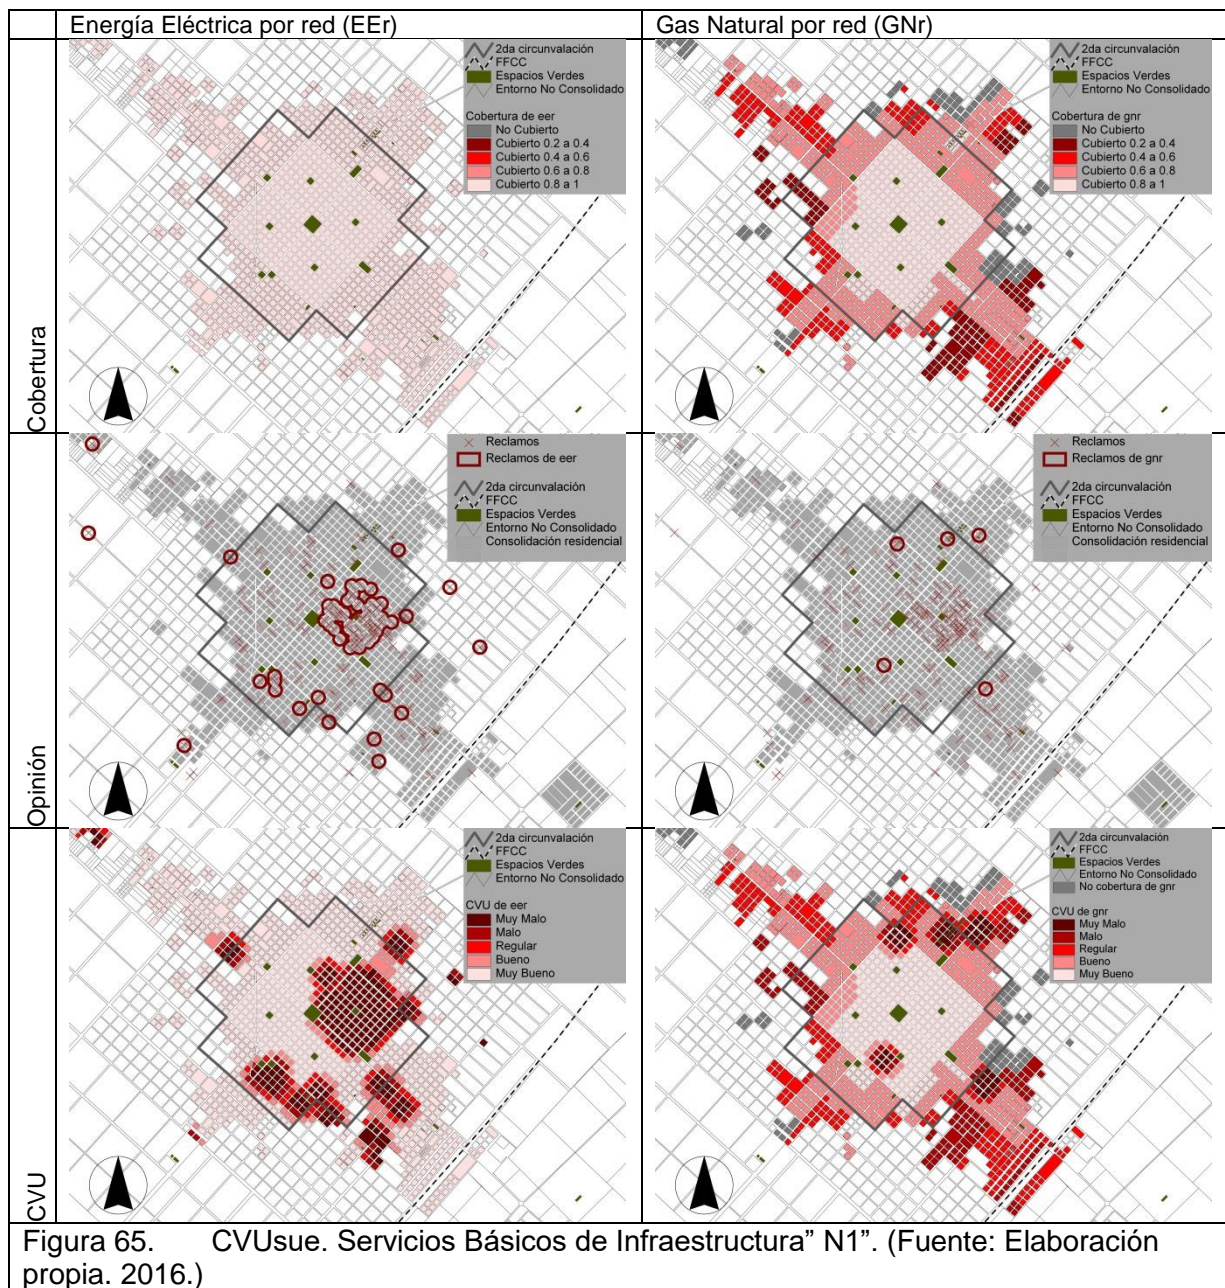 Energía Eléctrica por red (EEr)
Gas Natural por red (GNr)
Cobertura
2da circunvalación
FFCC
Espacios Verdes
Entorno No Consolidado
Cobertura de eer
No Cubierto
Cubierto 0.2 a 0.4
Cubierto 0.4 a 0.6
Cubierto 0.6 a 0.8
Cubierto 0.8 a 1
2da circunvalación
FFCC
Espacios Verdes
Entorno No Consolidado
Cobertura de gnr
No Cubierto
Cubierto 0.2 a 0.4
Cubierto 0.4 a 0.6
Cubierto 0.6 a 0.8
Cubierto 0.8 a 1
Opinión
Reclamos
Reclamos de eer
2da circunvalación
FFCC
Espacios Verdes
Entorno No Consolidado
Consolidación residencial
Reclamos
Reclamos de gnr
2da circunvalación
FFCC
Espacios Verdes
Entorno No Consolidado
Consolidación residencial
CVU
2da circunvalación
FFCC
Espacios Verdes
Entorno No Consolidado
CVU de eer
Muy Malo
Malo
Regular
Bueno
Muy Bueno
2da circunvalación
FFCC
Espacios Verdes
Entorno No Consolidado
No cobertura de gnr
CVU de gnr
Muy Malo
Malo
Regular
Bueno
Muy Bueno
Figura 65. CVUsue. Servicios Básicos de Infraestructura” N1”. (Fuente: Elaboración
propia. 2016.)